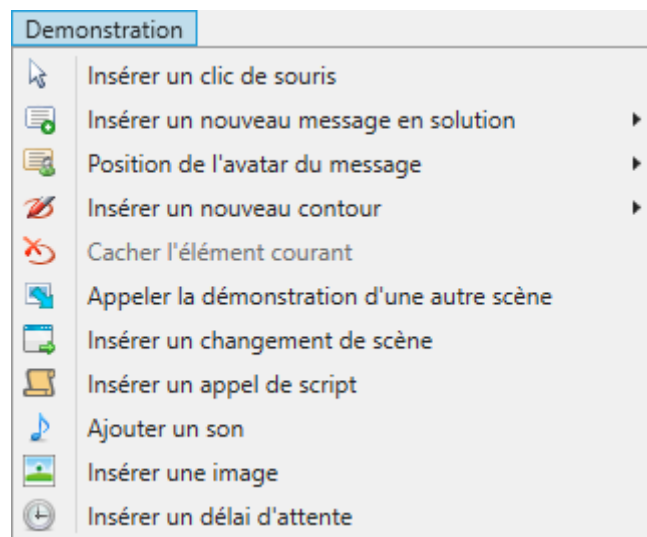 Demonstration
Insérer un clic de souris
Insérer un nouveau message en solution
Position de l'avatar du message
Insérer un nouveau contour
Cacher l'élément courant
Appeler la démonstration d'une autre scène
Insérer un changement de scène
Insérer un appel de script
Ajouter un son
Insérer une image
Insérer un délai d'attente